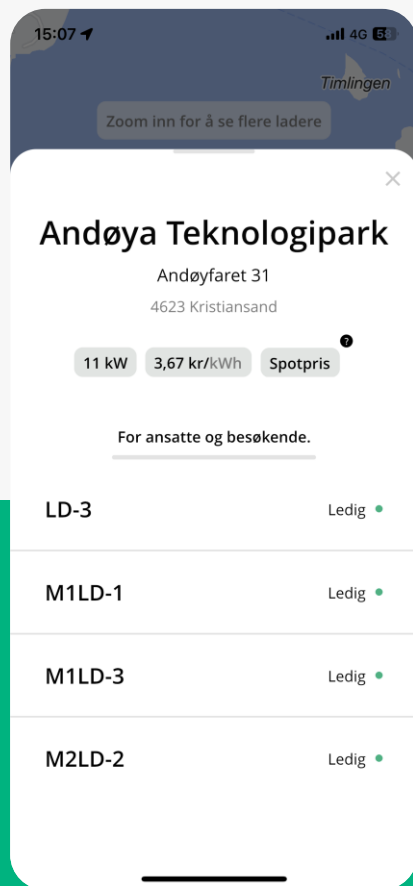 15:07 4G 58
Timlingen
Zoom inn for å se flere ladere
Andøya Teknologipark
Andøyfaret 31
4623 Kristiansand
11 kW 3,67 kr/kWh Spotpris ?
For ansatte og besøkende.
LD-3 Ledig
M1LD-1 Ledig
M1LD-3 Ledig
M2LD-2 Ledig